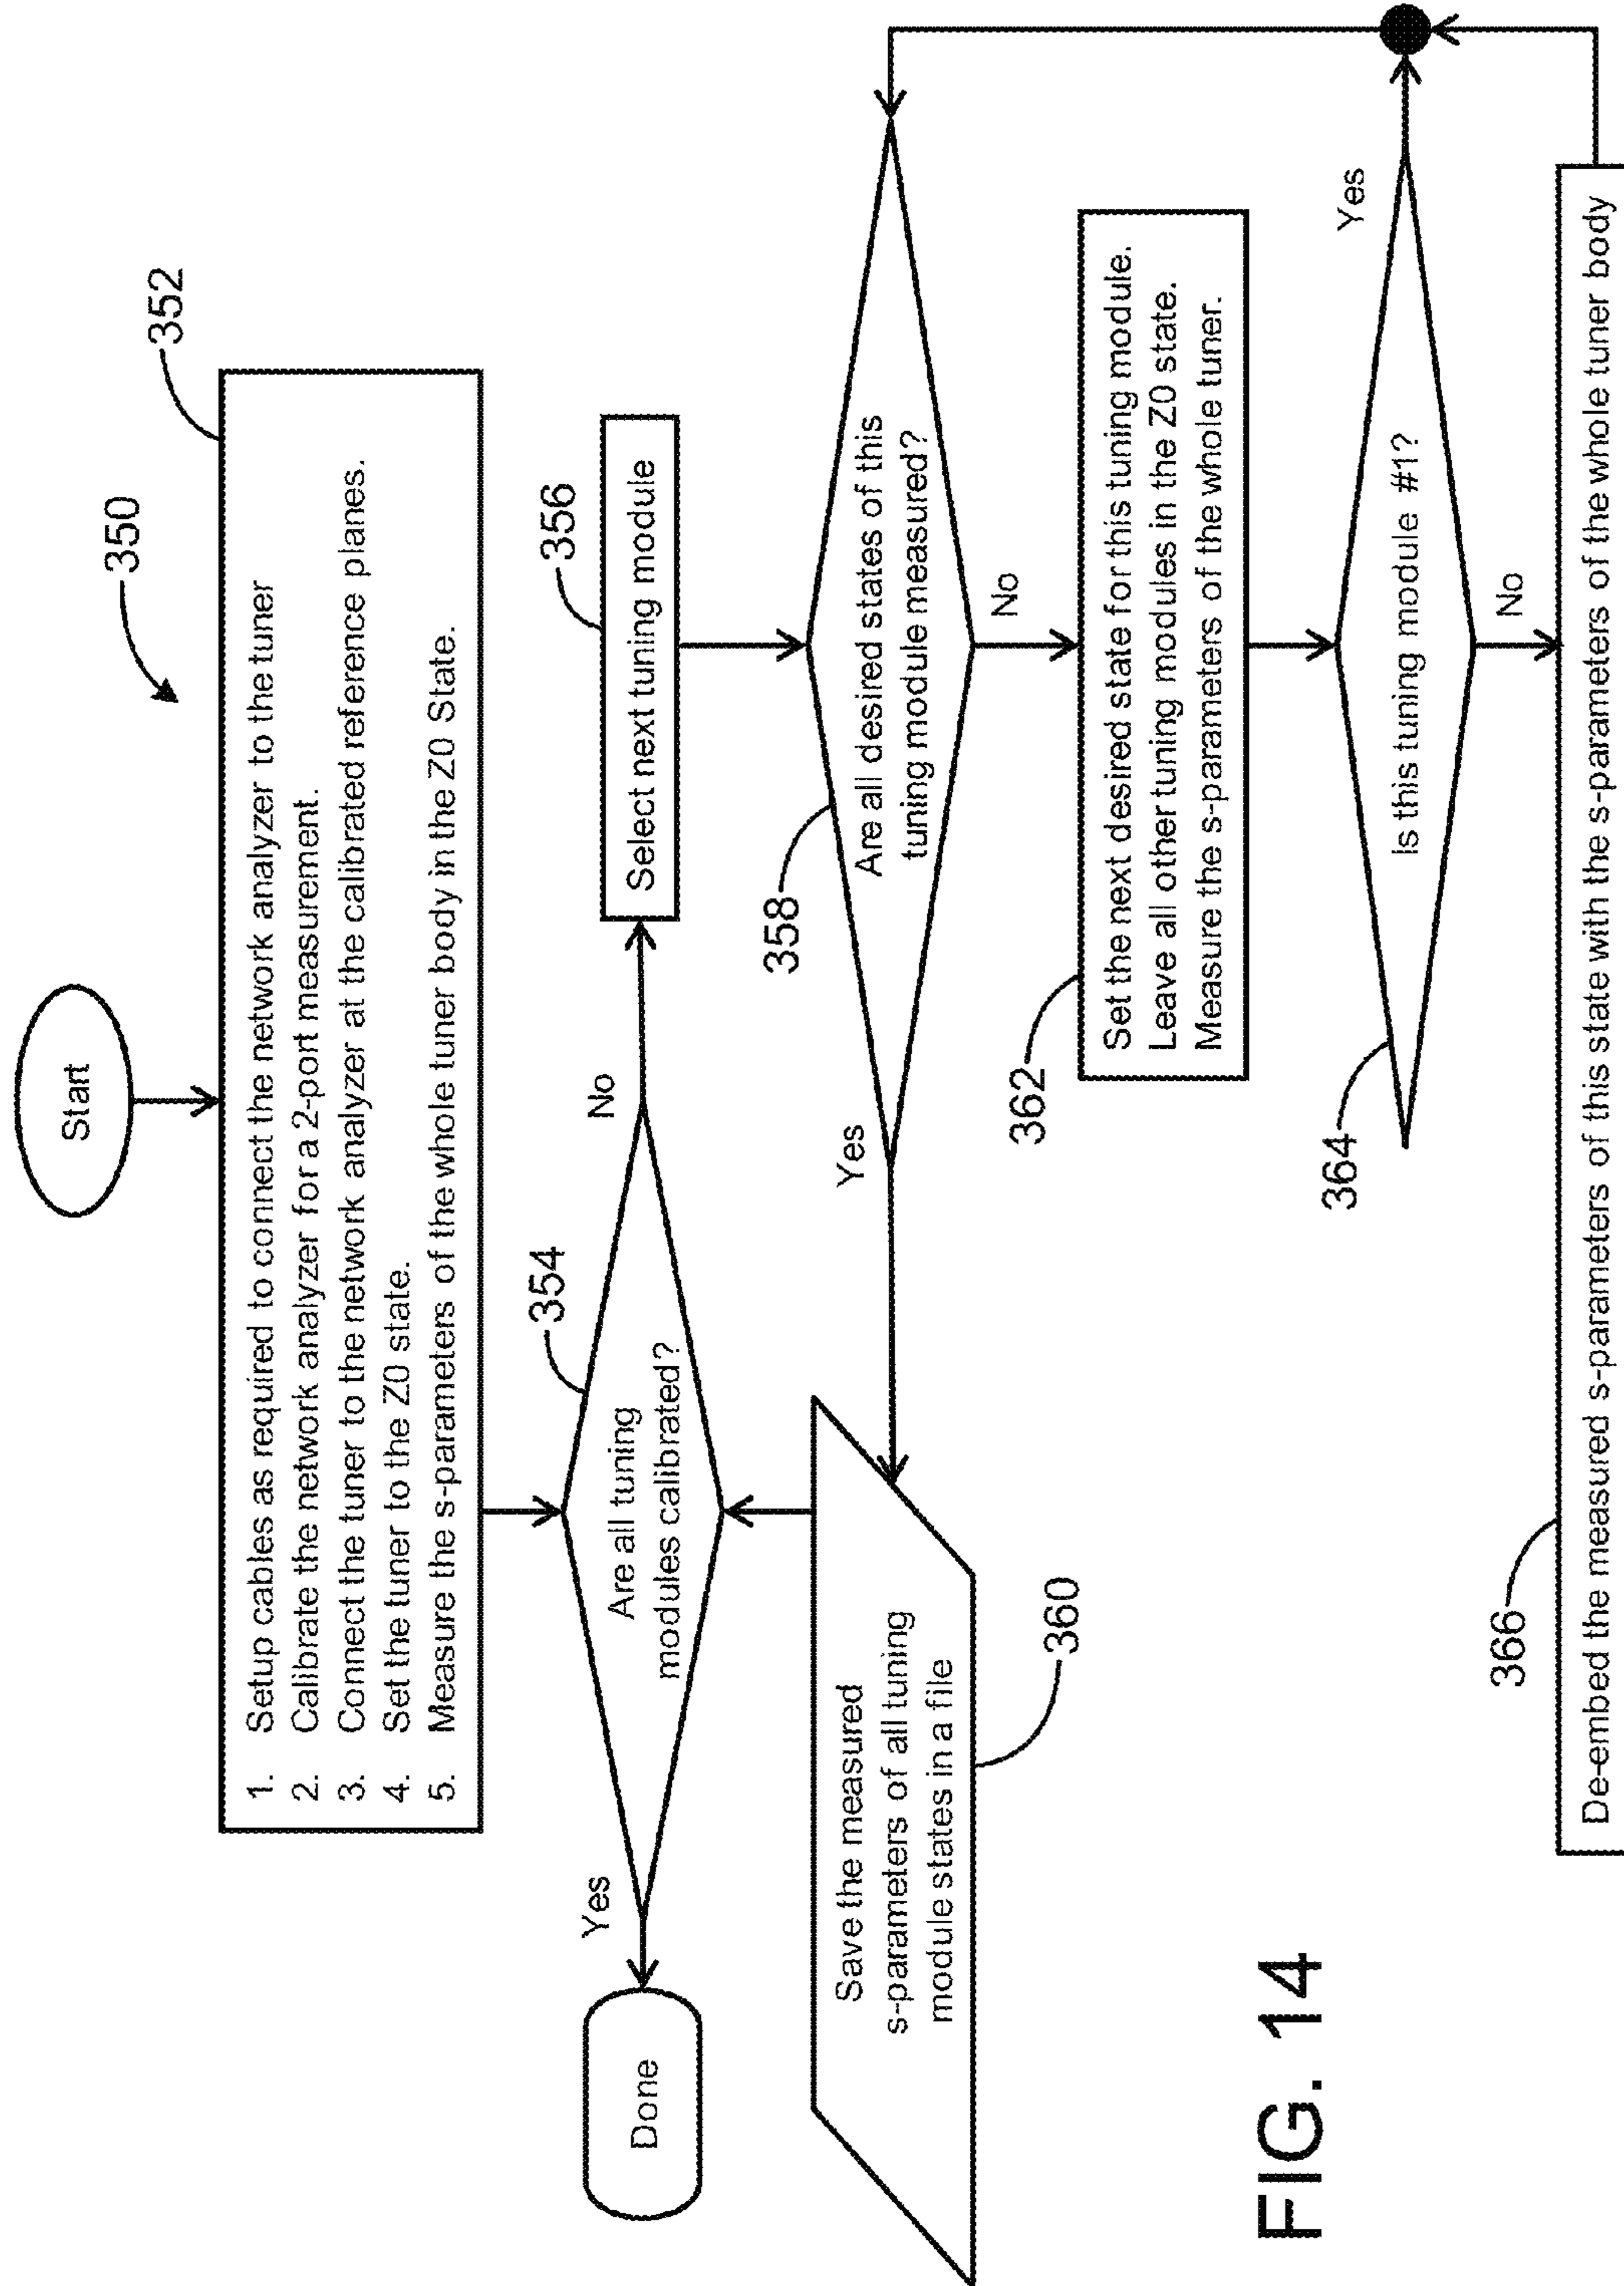 350
Start
352
1. Setup cables as required to connect the network analyzer to the tuner
2. Calibrate the network analyzer for a 2-port measurement.
3. Connect the tuner to the network analyzer at the calibrated reference planes.
4. Set the tuner to the Z0 state.
5. Measure the s-parameters of the whole tuner body in the Z0 State.
354
Are all tuning
modules calibrated?
Yes
No
Done
356
Select next tuning module
358
Are all desired states of this
tuning module measured?
Yes
No
Save the measured
s-parameters of all tuning
module states in a file
360
362
Set the next desired state for this tuning module.
Leave all other tuning modules in the Z0 state.
Measure the s-parameters of the whole tuner.
364
Is this tuning module #1?
Yes
No
366
De-embed the measured s-parameters of this state with the s-parameters of the whole tuner body
FIG. 14